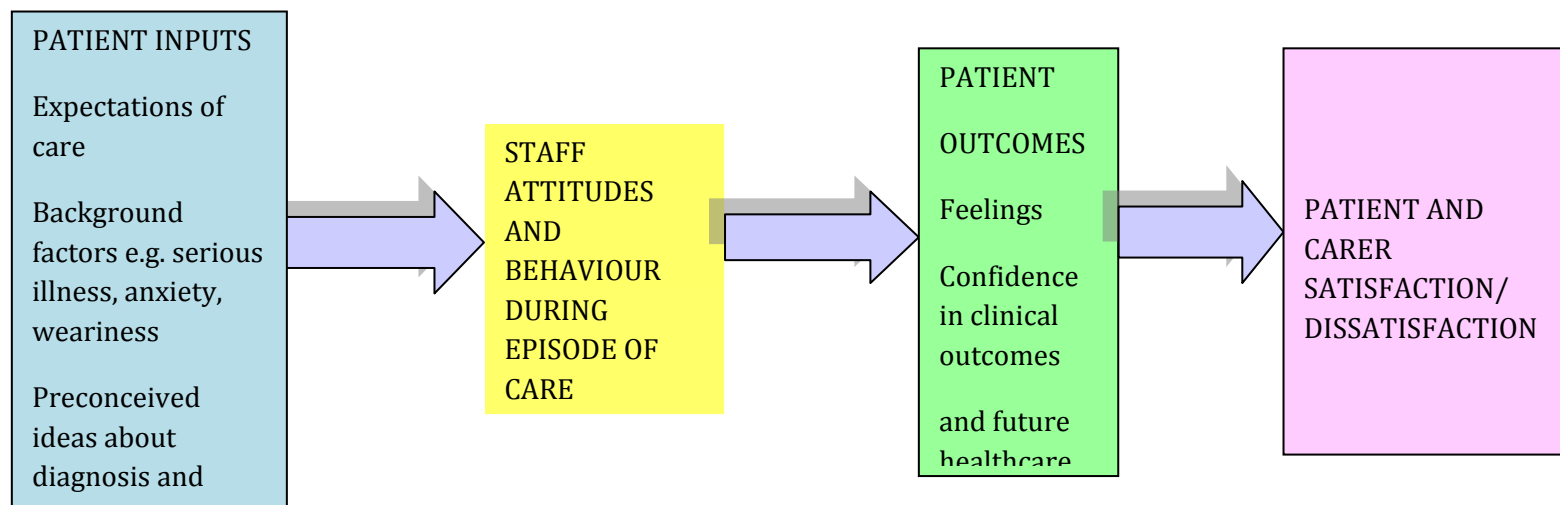 PATIENT INPUTS
Expectations of
care
Background
factors e.g. serious
illness, anxiety,
weariness
Preconceived
ideas about
diagnosis and
STAFF
ATTITUDES
AND
BEHAVIOUR
DURING
EPISODE OF
CARE
PATIENT
OUTCOMES
Feelings
Confidence
in clinical
outcomes
and future
healthcare
PATIENT AND
CARER
SATISFACTION/
DISSATISFACTION